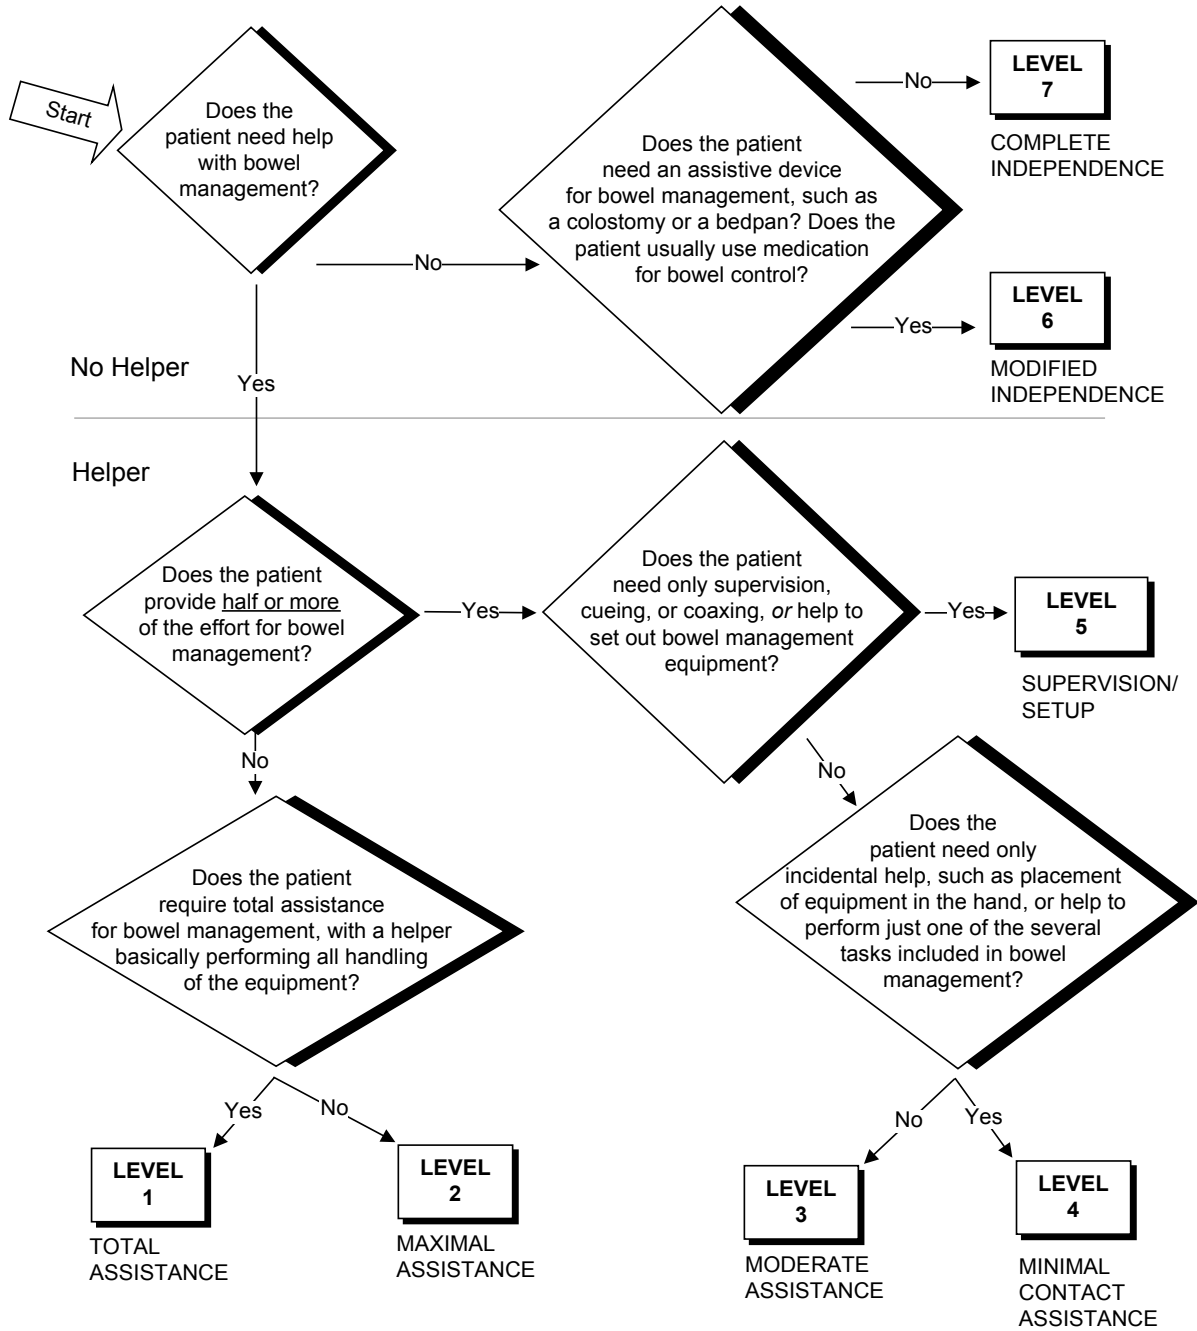 Start
Does the
patient need help
with bowel
management?
No
Does the patient
need an assistive device
for bowel management, such as
a colostomy or a bedpan? Does the
patient usually use medication
for bowel control?
No
LEVEL
7
COMPLETE
INDEPENDENCE
Yes
LEVEL
6
MODIFIED
INDEPENDENCE
No Helper
Yes
Helper
Does the patient
provide half or more
of the effort for bowel
management?
Yes
Does the patient
need only supervision,
cueing, or coaxing, or help to
set out bowel management
equipment?
Yes
LEVEL
5
SUPERVISION/
SETUP
No
No
Does the patient
require total assistance
for bowel management, with a helper
basically performing all handling
of the equipment?
Does the
patient need only
incidental help, such as placement
of equipment in the hand, or help to
perform just one of the several
tasks included in bowel
management?
Yes
No
LEVEL
1
TOTAL
ASSISTANCE
LEVEL
2
MAXIMAL
ASSISTANCE
No
Yes
LEVEL
3
MODERATE
ASSISTANCE
LEVEL
4
MINIMAL
CONTACT
ASSISTANCE